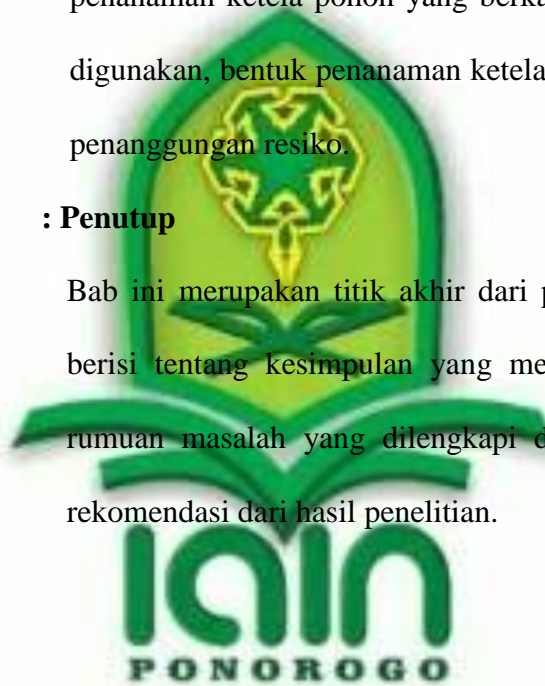 penanaman ketela pohon yang berka
digunakan, bentuk penanaman ketela
penanggungan resiko.
: Penutup
Bab ini merupakan titik akhir dari p
berisi tentang kesimpulan yang me
rumuan masalah yang dilengkapi d
rekomendasi dari hasil penelitian.
iain
PONOROGO